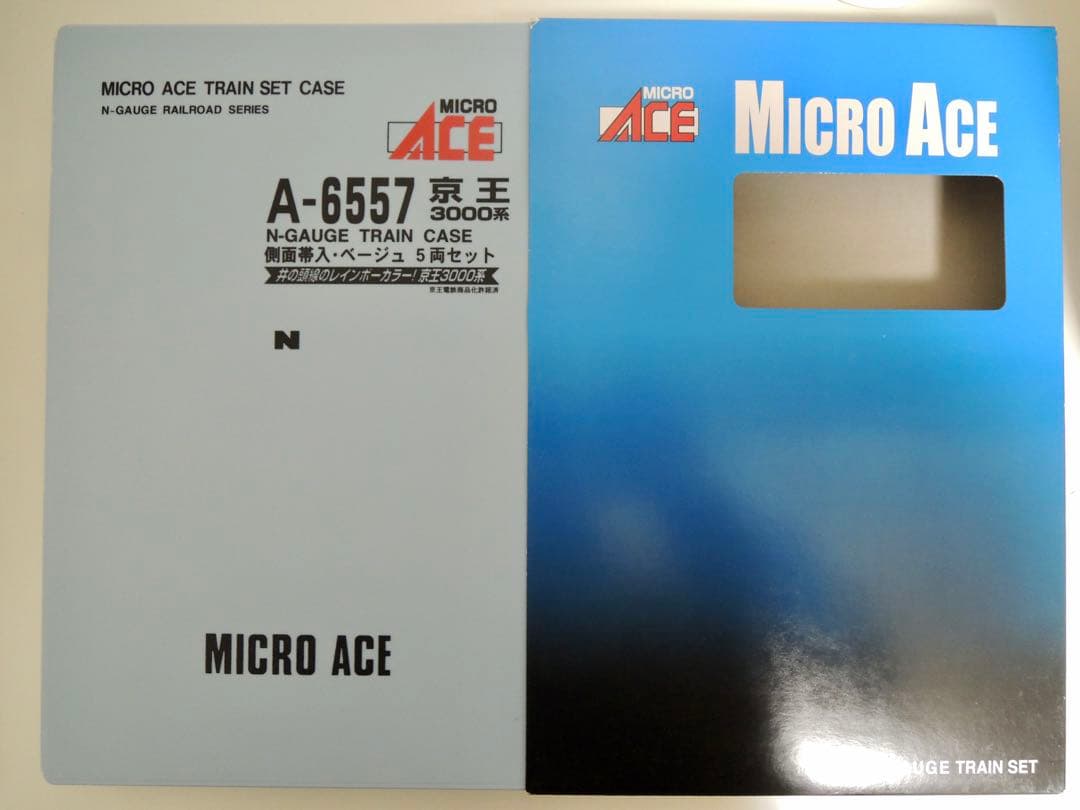 MICRO ACE TRAIN SET CASE
N-GAUGE RAILROAD SERIES
MICRO
ACE
A-6557 京王
3000系
N-GAUGE TRAIN CASE
側面帯入・ベージュ 5両セット
井の頭線のレインボーカラー!京王3000系
京王電鉄商品化許諾済
N
MICRO ACE
MICRO
ACE
MICRO ACE
GAUGE TRAIN SET